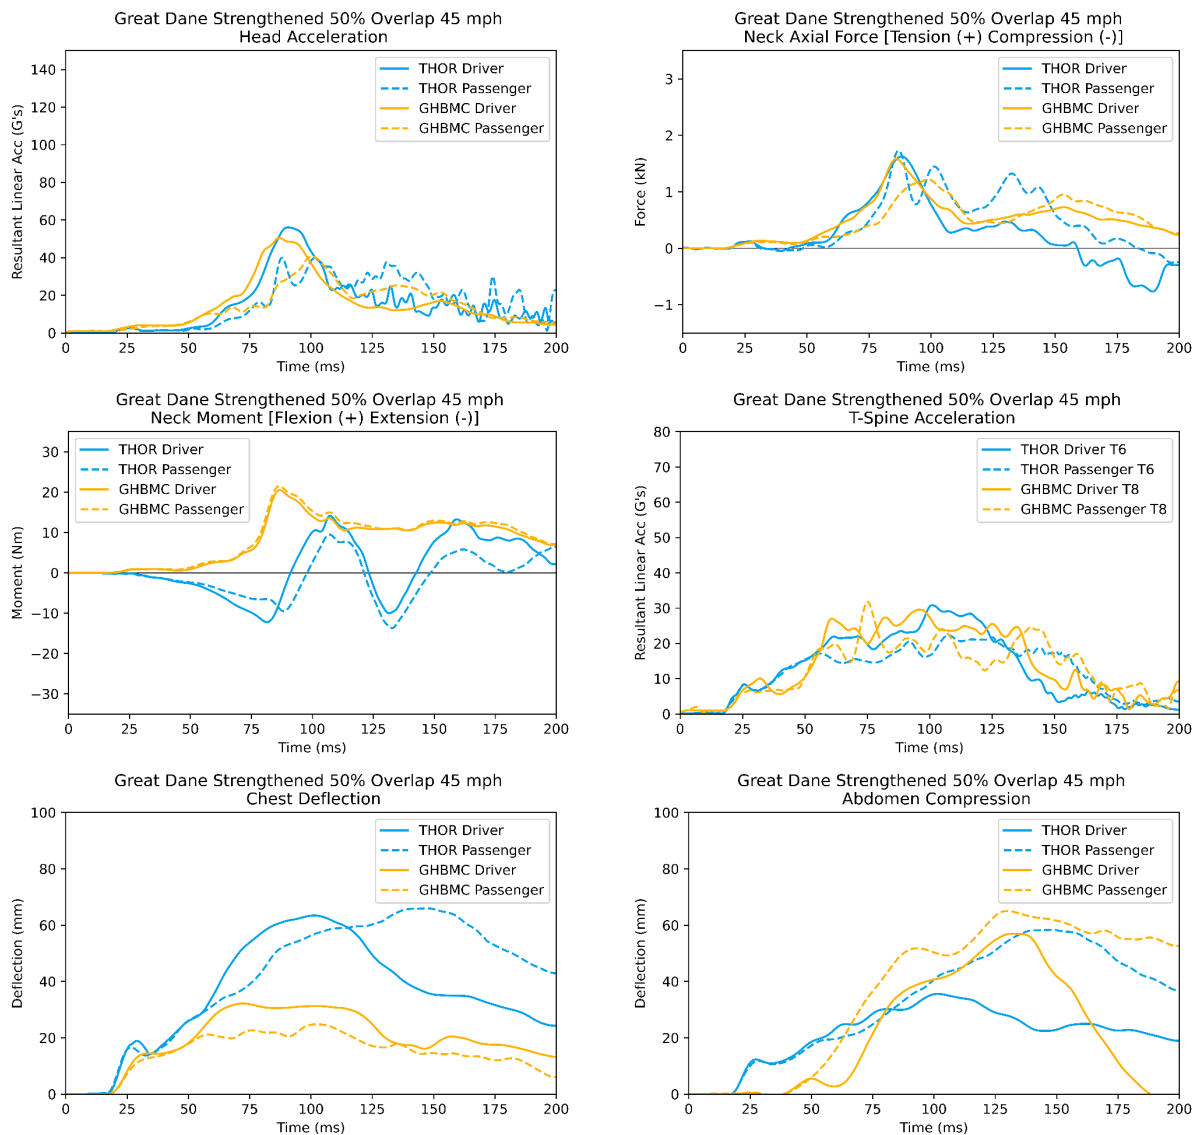 Great Dane Strengthened 50% Overlap 45 mph
Head Acceleration
Resultant Linear Acc (G's)
140
120
100
80
60
40
20
0
THOR Driver
THOR Passenger
GHBMC Driver
GHBMC Passenger
0 25 50 75 100 125 150 175 200
Time (ms)
Great Dane Strengthened 50% Overlap 45 mph
Neck Axial Force [Tension (+) Compression (-)]
Force (kN)
3
2
1
0
−1
THOR Driver
THOR Passenger
GHBMC Driver
GHBMC Passenger
0 25 50 75 100 125 150 175 200
Time (ms)
Great Dane Strengthened 50% Overlap 45 mph
Neck Moment [Flexion (+) Extension (-)]
Moment (Nm)
30
20
10
0
−10
−20
−30
THOR Driver
THOR Passenger
GHBMC Driver
GHBMC Passenger
0 25 50 75 100 125 150 175 200
Time (ms)
Great Dane Strengthened 50% Overlap 45 mph
T-Spine Acceleration
Resultant Linear Acc (G's)
80
70
60
50
40
30
20
10
0
THOR Driver T6
THOR Passenger T6
GHBMC Driver T8
GHBMC Passenger T8
0 25 50 75 100 125 150 175 200
Time (ms)
Great Dane Strengthened 50% Overlap 45 mph
Chest Deflection
Deflection (mm)
100
80
60
40
20
0
THOR Driver
THOR Passenger
GHBMC Driver
GHBMC Passenger
0 25 50 75 100 125 150 175 200
Time (ms)
Great Dane Strengthened 50% Overlap 45 mph
Abdomen Compression
Deflection (mm)
100
80
60
40
20
0
THOR Driver
THOR Passenger
GHBMC Driver
GHBMC Passenger
0 25 50 75 100 125 150 175 200
Time (ms)